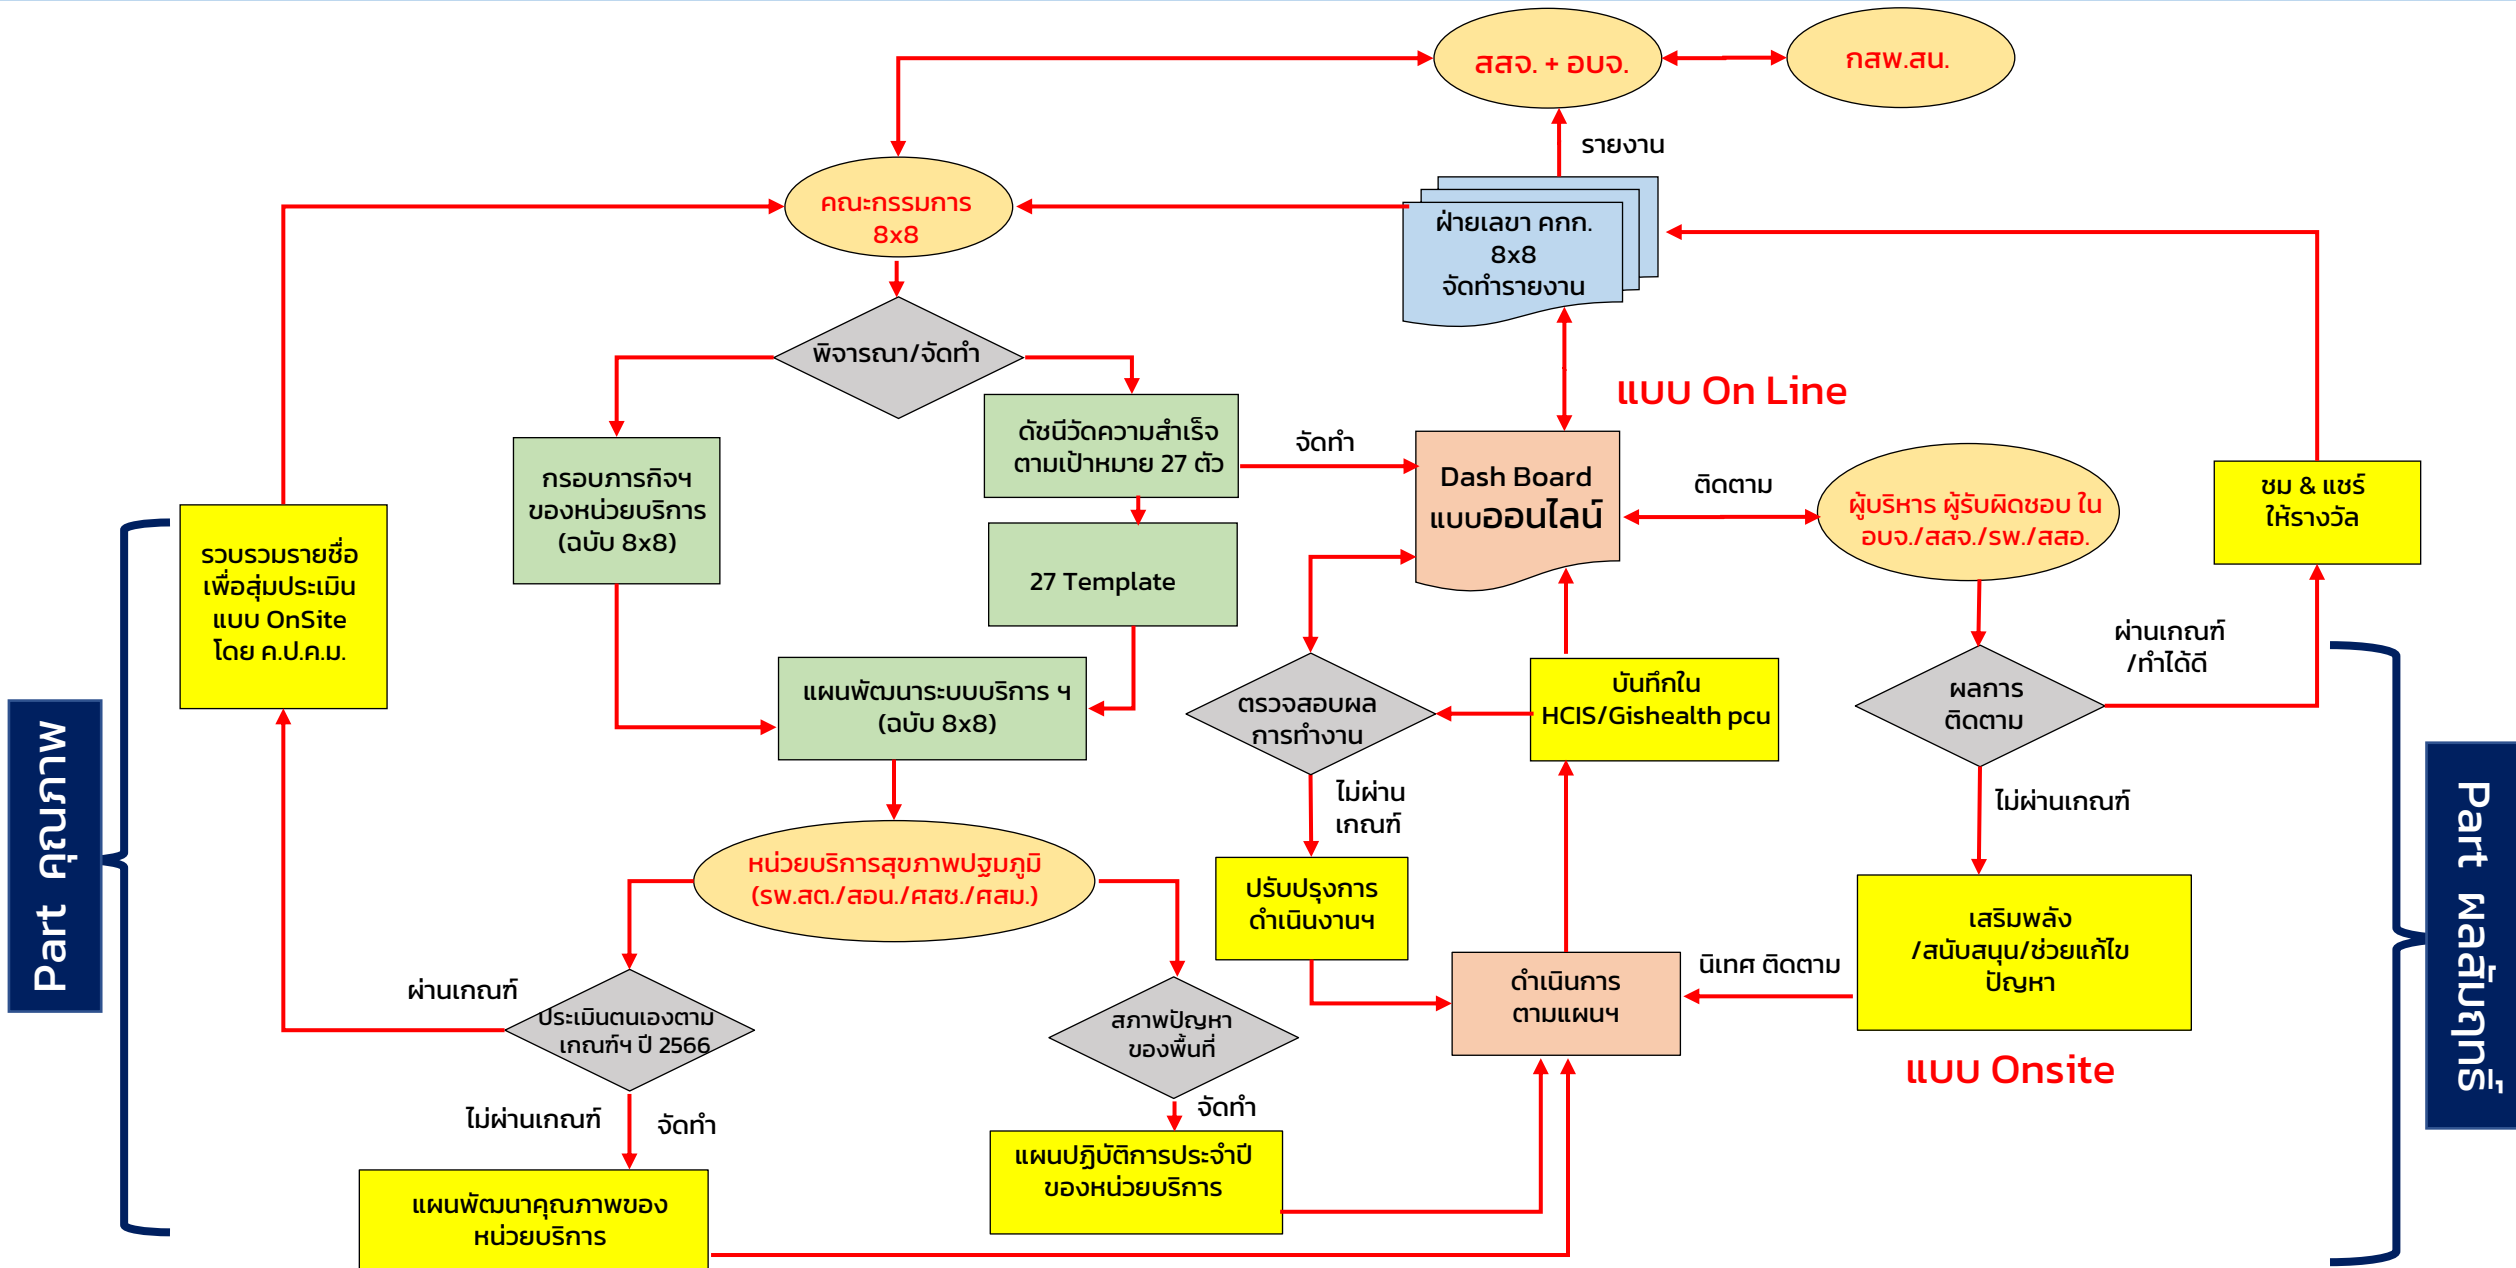 สสจ. + อบจ.
กสพ.สน.
รายงาน
คณะกรรมการ
8x8
ฝ่ายเลขา คกก.
8x8
จัดทำรายงาน
พิจารณา/จัดทำ
แบบ On Line
ดัชนีวัดความสำเร็จ
ตามเป้าหมาย 27 ตัว
จัดทำ
กรอบภารกิจฯ
ของหน่วยบริการ
(ฉบับ 8x8)
Dash Board
แบบออนไลน์
ติดตาม
ผู้บริหาร ผู้รับผิดชอบ ใน
อบจ./สสจ./รพ./สสอ.
ชม & แชร์
ให้รางวัล
รวบรวมรายชื่อ
เพื่อสุ่มประเมิน
แบบ OnSite
โดย ค.ป.ค.ม.
27 Template
ผ่านเกณฑ์
/ทำได้ดี
แผนพัฒนาระบบบริการ ฯ
(ฉบับ 8x8)
ตรวจสอบผล
การทำงาน
บันทึกใน
HCIS/Gishealth pcu
ผลการ
ติดตาม
Part คุณภาพ
Part ผลสัมฤทธิ์
ไม่ผ่าน
เกณฑ์
ไม่ผ่านเกณฑ์
หน่วยบริการสุขภาพปฐมภูมิ
(รพ.สต./สอน./ศสช./ศสม.)
ปรับปรุงการ
ดำเนินงานฯ
เสริมพลัง
/สนับสนุน/ช่วยแก้ไข
ปัญหา
นิเทศ ติดตาม
ดำเนินการ
ตามแผนฯ
ผ่านเกณฑ์
ประเมินตนเองตาม
เกณฑ์ฯ ปี 2566
สภาพปัญหา
ของพื้นที่
แบบ Onsite
ไม่ผ่านเกณฑ์
จัดทำ
จัดทำ
แผนปฏิบัติการประจำปี
ของหน่วยบริการ
แผนพัฒนาคุณภาพของ
หน่วยบริการ